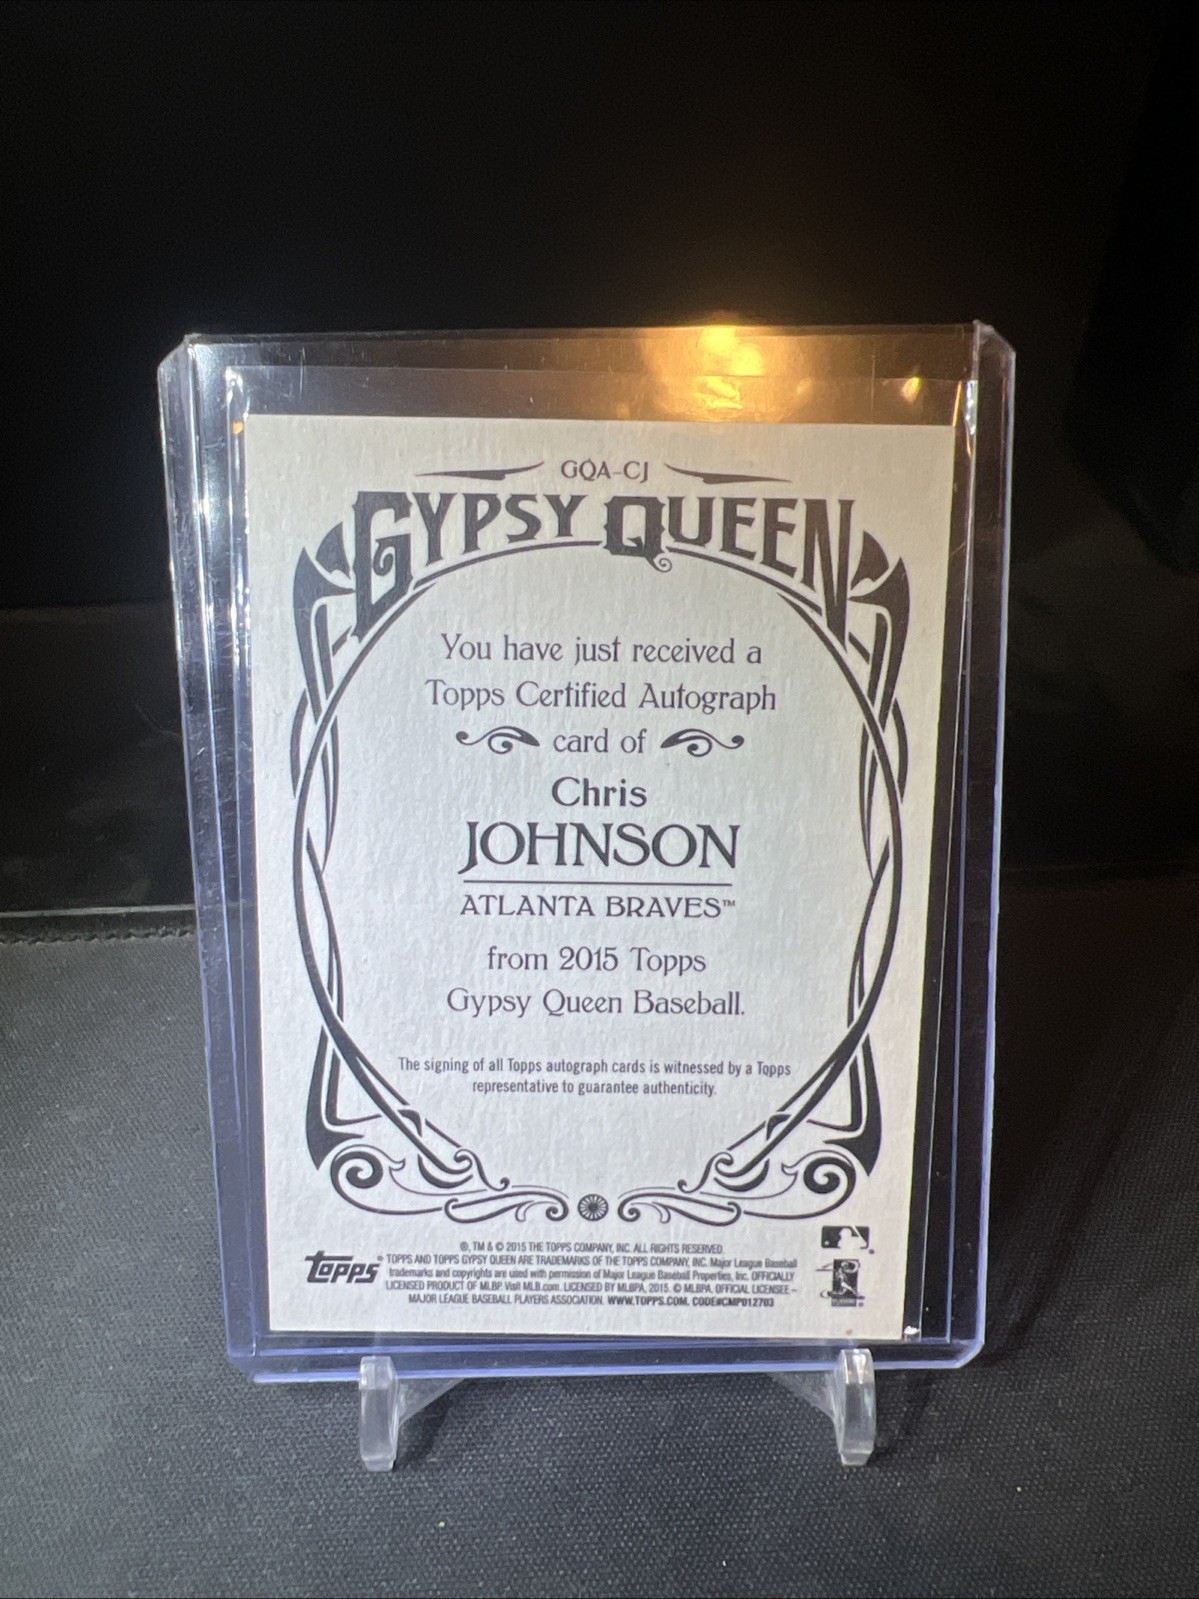 GQA-CJ
GYPSY QUEEN
You have just received a
Topps Certified Autograph
card of
Chris
JOHNSON
ATLANTA BRAVES™
from 2015 Topps
Gypsy Queen Baseball.
The signing of all Topps autograph cards is witnessed by a Topps
representative to guarantee authenticity.
®, TM & © 2015 THE TOPPS COMPANY, INC. ALL RIGHTS RESERVED.
topps® TOPPS AND TOPPS GYPSY QUEEN ARE TRADEMARKS OF THE TOPPS COMPANY, INC. Major League Baseball
trademarks and copyrights are used with permission of Major League Baseball Properties, Inc. OFFICIALLY
LICENSED PRODUCT OF MLBP. Visit MLB.com. LICENSED BY MLBPA, 2015. © MLBPA. OFFICIAL LICENSEE –
MAJOR LEAGUE BASEBALL PLAYERS ASSOCIATION. WWW.TOPPS.COM. CODE#CMP012703